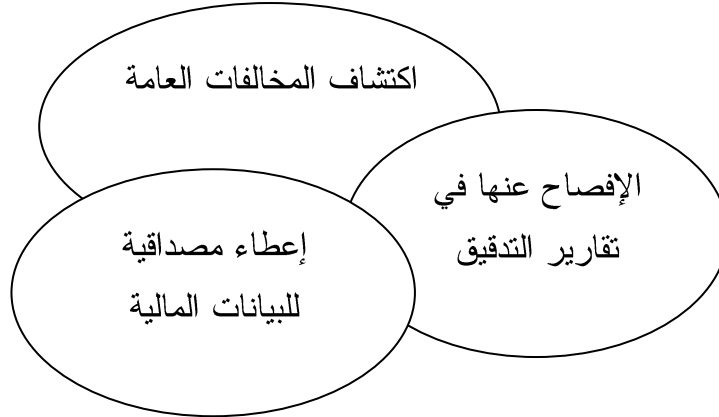 اكتشاف المخالفات العامة
الإفصاح عنها في
تقارير التدقيق
إعطاء مصداقية
للبيانات المالية